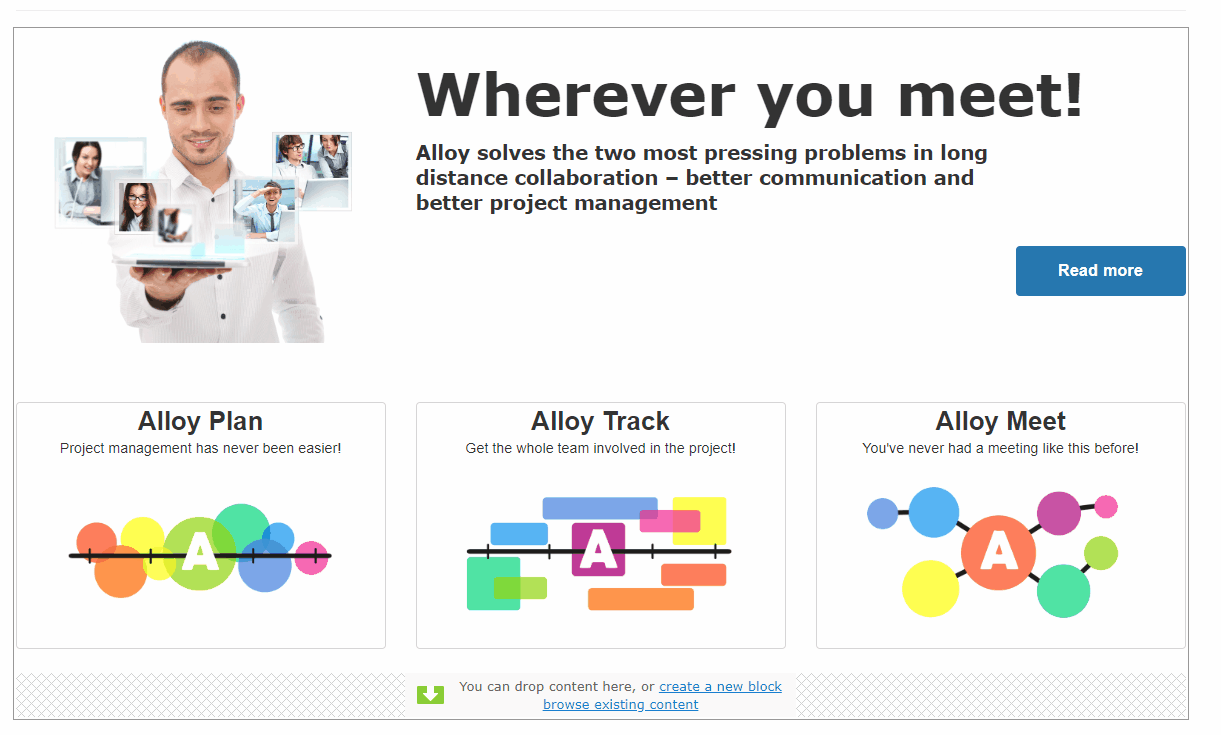 Wherever you meet!
Alloy solves the two most pressing problems in long
distance collaboration – better communication and
better project management
Read more
Alloy Plan
Project management has never been easier!
A
Alloy Track
Get the whole team involved in the project!
A
Alloy Meet
You've never had a meeting like this before!
A
You can drop content here, or create a new block
browse existing content